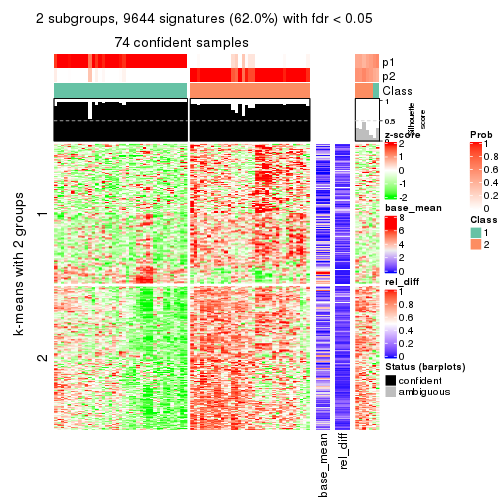 2 subgroups, 9644 signatures (62.0%) with fdr < 0.05
74 confident samples
p1
p2
Class
1
0.5
0
Silhouette
score
k-means with 2 groups
1
2
base_mean
rel_diff
z-score
2
1
0
-1
-2
base_mean
8
6
4
2
0
rel_diff
1
0.8
0.6
0.4
0.2
0
Status (barplots)
confident
ambiguous
Prob
1
0.8
0.6
0.4
0.2
0
Class
1
2